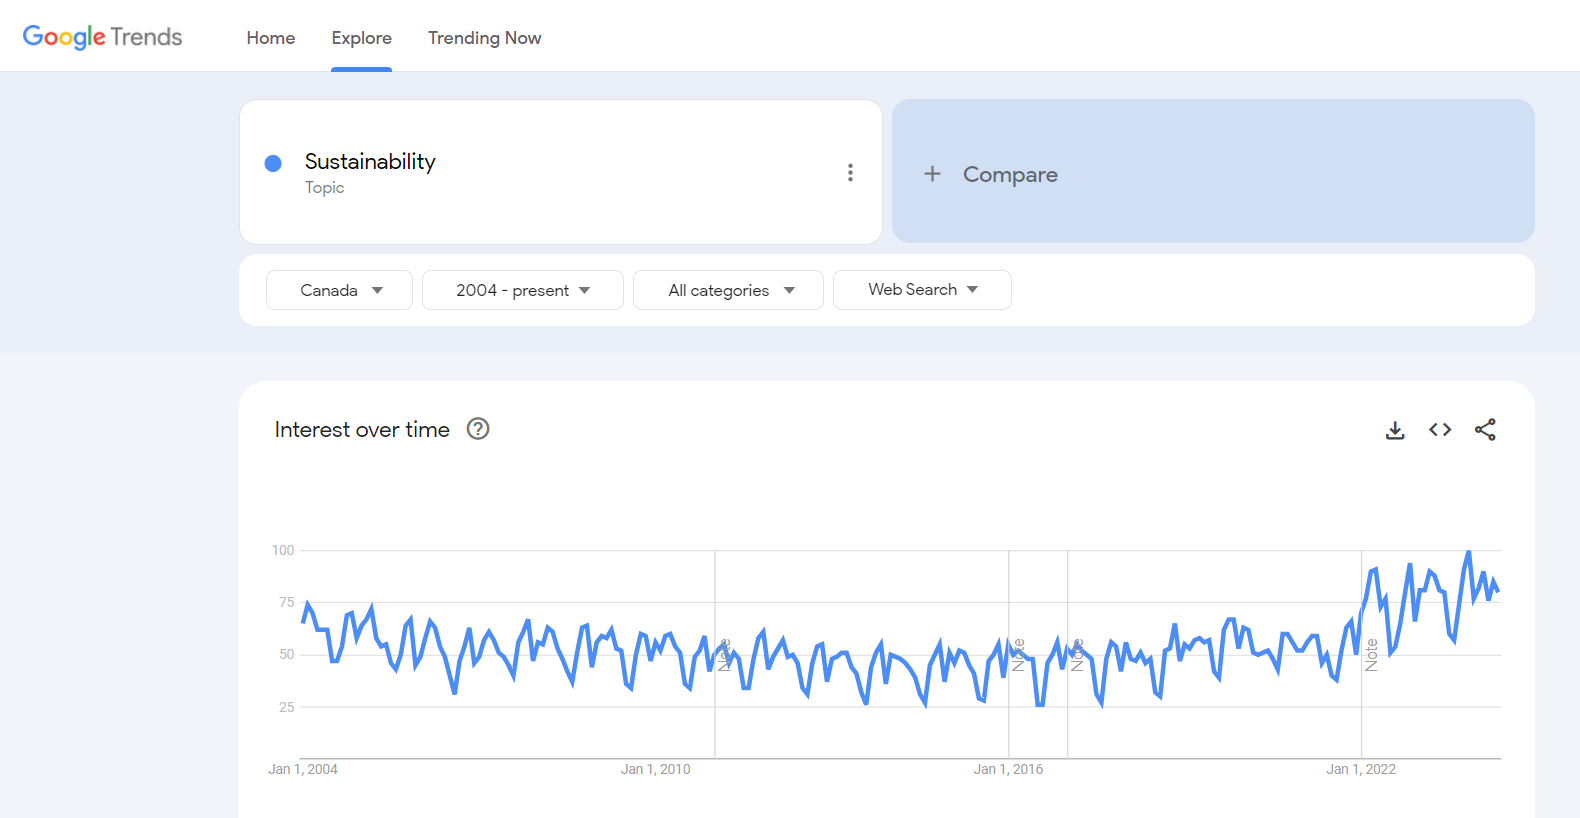 Google Trends Home Explore Trending Now
Sustainability
Topic
+ Compare
Canada 2004 - present All categories Web Search
Interest over time ?
100
75
50
25
Note Note Note Note
Jan 1, 2004 Jan 1, 2010 Jan 1, 2016 Jan 1, 2022